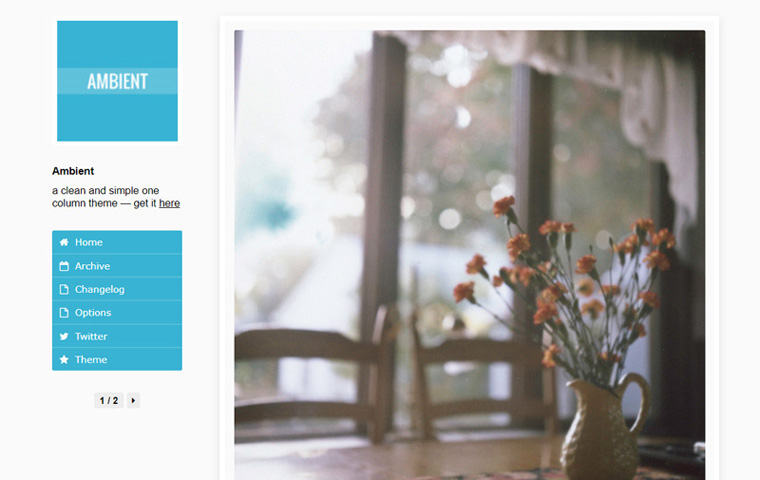 AMBIENT
Ambient
a clean and simple one
column theme — get it here
Home
Archive
Changelog
Options
Twitter
Theme
1 / 2